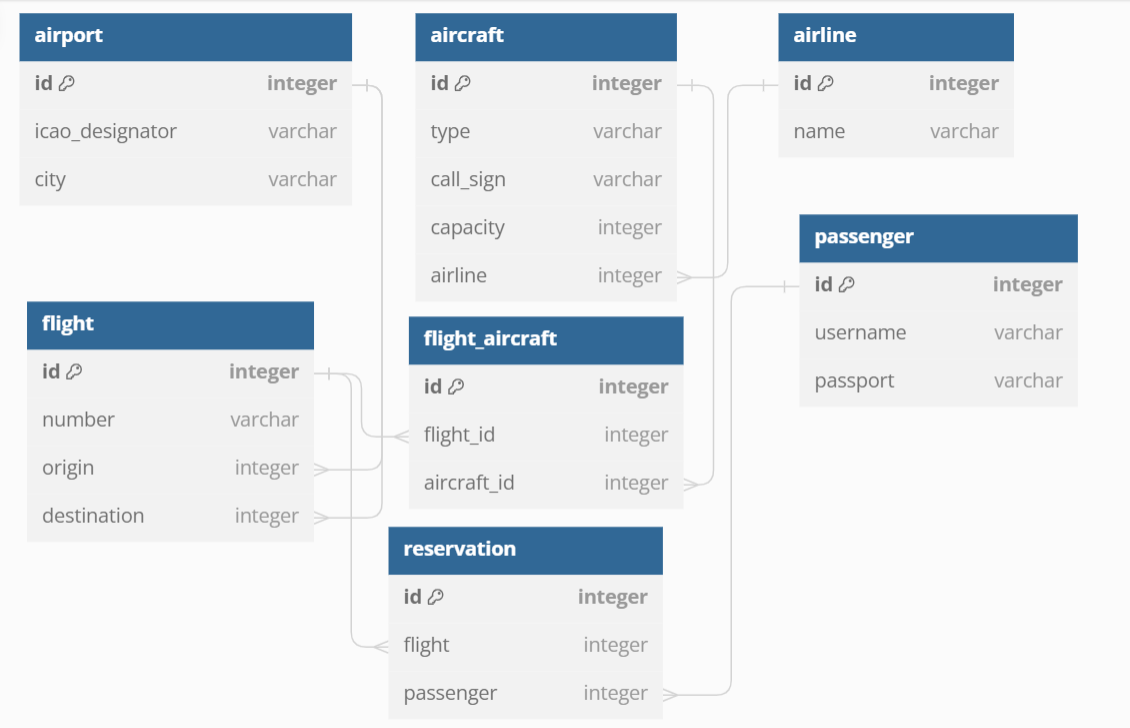 airport
id integer
icao_designator varchar
city varchar
aircraft
id integer
type varchar
call_sign varchar
capacity integer
airline integer
airline
id integer
name varchar
passenger
id integer
username varchar
passport varchar
flight
id integer
number varchar
origin integer
destination integer
flight_aircraft
id integer
flight_id integer
aircraft_id integer
reservation
id integer
flight integer
passenger integer